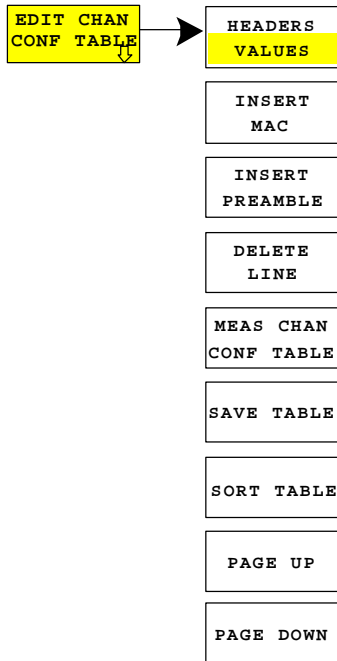 EDIT CHAN
CONF TABLE
HEADERS
VALUES
INSERT
MAC
INSERT
PREAMBLE
DELETE
LINE
MEAS CHAN
CONF TABLE
SAVE TABLE
SORT TABLE
PAGE UP
PAGE DOWN